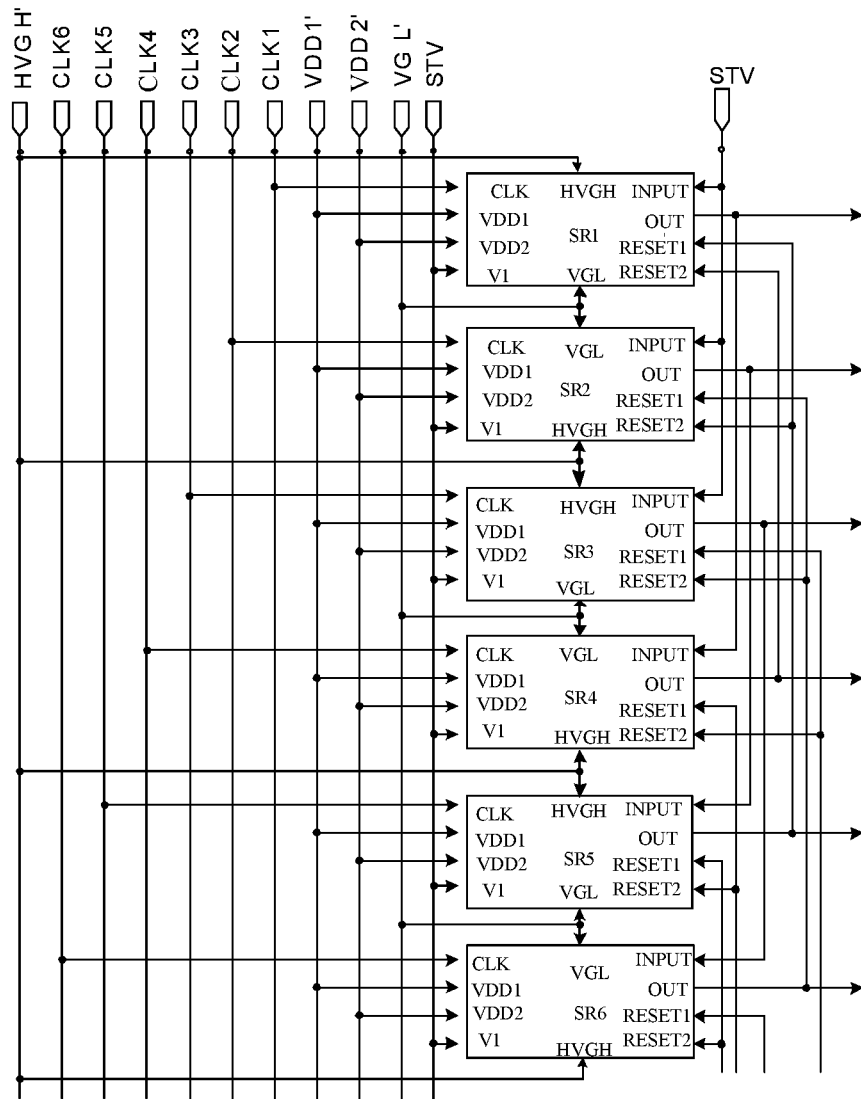 HVG H'
CLK6
CLK5
CLK4
CLK3
CLK2
CLK1
VDD1'
VDD2'
VG L'
STV
STV
CLK HVGH INPUT
VDD1 OUT
SR1
VDD2 RESET1
V1 VGL RESET2
CLK VGL INPUT
VDD1 OUT
SR2
VDD2 RESET1
V1 HVGH RESET2
CLK HVGH INPUT
VDD1 OUT
VDD2 SR3 RESET1
V1 VGL RESET2
CLK VGL INPUT
VDD1 OUT
SR4
VDD2 RESET1
V1 HVGH RESET2
CLK HVGH INPUT
VDD1 OUT
VDD2 SR5 RESET1
V1 VGL RESET2
CLK VGL INPUT
VDD1 OUT
VDD2 SR6 RESET1
V1 HVGH RESET2